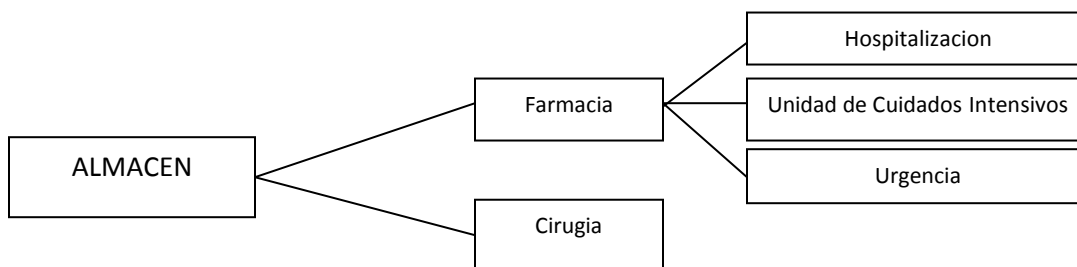 Hospitalizacion
Farmacia
Unidad de Cuidados Intensivos
ALMACEN
Urgencia
Cirugia